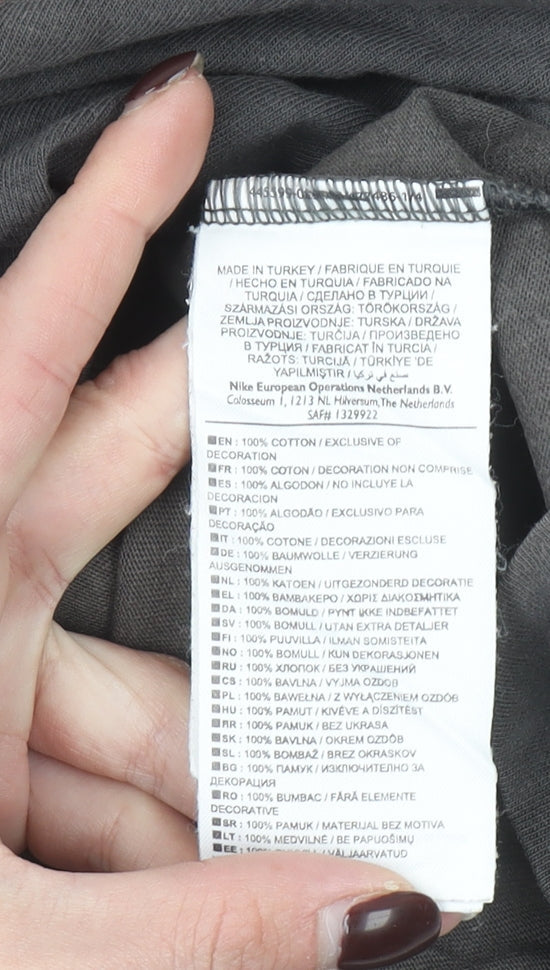 MADE IN TURKEY / FABRIQUE EN TURQUIE
/ HECHO EN TURQUIA / FABRICADO NA
TURQUIA / СДЕЛАНО В ТУРЦИИ /
SZÁRMAZÁSI ORSZÁG: TÖRÖKORSZÁG /
ZEMLJA PROIZVODNJE: TURSKA / DRŽAVA
PROIZVODNJE: TURČIJA / ПРОИЗВЕДЕНО
В ТУРЦИЯ / FABRICAT ÎN TURCIA /
RAŽOTS: TURCIJĀ / TÜRKİYE 'DE
YAPILMIŞTIR / صنع في تركيا
Nike European Operations Netherlands B.V.
Colosseum 1, 1213 NL Hilversum,The Netherlands
SAF# 1329922
EN : 100% COTTON / EXCLUSIVE OF
DECORATION
FR : 100% COTON / DECORATION NON COMPRISE
ES : 100% ALGODON / NO INCLUYE LA
DECORACION
PT : 100% ALGODÃO / EXCLUSIVO PARA
DECORAÇÃO
IT : 100% COTONE / DECORAZIONI ESCLUSE
DE : 100% BAUMWOLLE / VERZIERUNG
AUSGENOMMEN
NL : 100% KATOEN / UITGEZONDERD DECORATIE
EL : 100% ΒΑΜΒΑΚΕΡΟ / ΧΩΡΙΣ ΔΙΑΚΟΣΜΗΤΙΚΑ
DA : 100% BOMULD / PYNT IKKE INDBEFATTET
SV : 100% BOMULL / UTAN EXTRA DETALJER
FI : 100% PUUVILLA / ILMAN SOMISTEITA
NO : 100% BOMULL / KUN DEKORASJONEN
RU : 100% ХЛОПОК / БЕЗ УКРАШЕНИЙ
CS : 100% BAVLNA / VYJMA OZDOB
PL : 100% BAWEŁNA / Z WYŁĄCZENIEM OZDÓB
HU : 100% PAMUT / KIVÉVE A DÍSZÍTÉST
HR : 100% PAMUK / BEZ UKRASA
SK : 100% BAVLNA / OKREM OZDÔB
SL : 100% BOMBAŽ / BREZ OKRASKOV
BG : 100% ПАМУК / ИЗКЛЮЧИТЕЛНО ЗА
ДЕКОРАЦИЯ
RO : 100% BUMBAC / FĂRĂ ELEMENTE
DECORATIVE
SR : 100% PAMUK / MATERIJAL BEZ MOTIVA
LT : 100% MEDVILNĖ / BE PAPUOŠIMŲ
EE : 100% / VÄLJAARVATUD